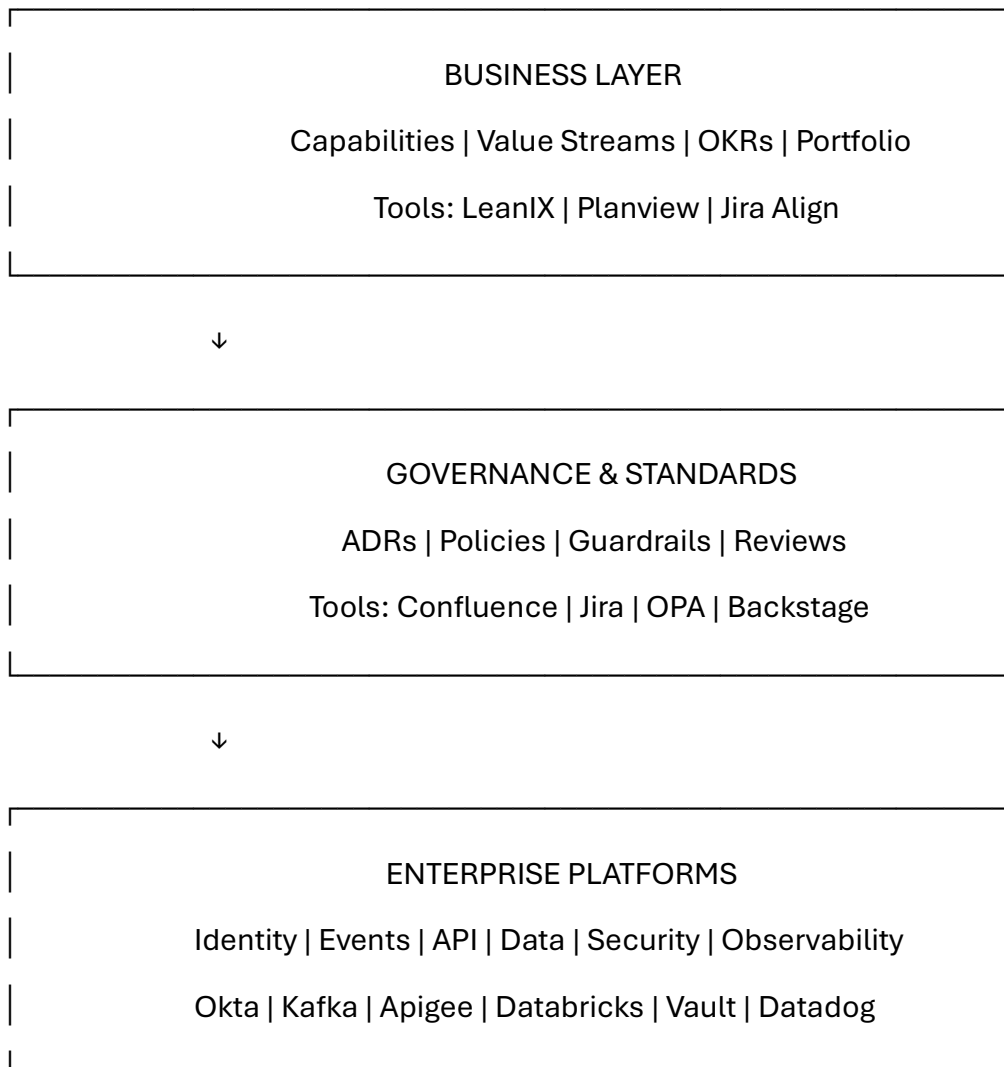 BUSINESS LAYER
Capabilities | Value Streams | OKRs | Portfolio
Tools: LeanIX | Planview | Jira Align
↓
GOVERNANCE & STANDARDS
ADRs | Policies | Guardrails | Reviews
Tools: Confluence | Jira | OPA | Backstage
↓
ENTERPRISE PLATFORMS
Identity | Events | API | Data | Security | Observability
Okta | Kafka | Apigee | Databricks | Vault | Datadog